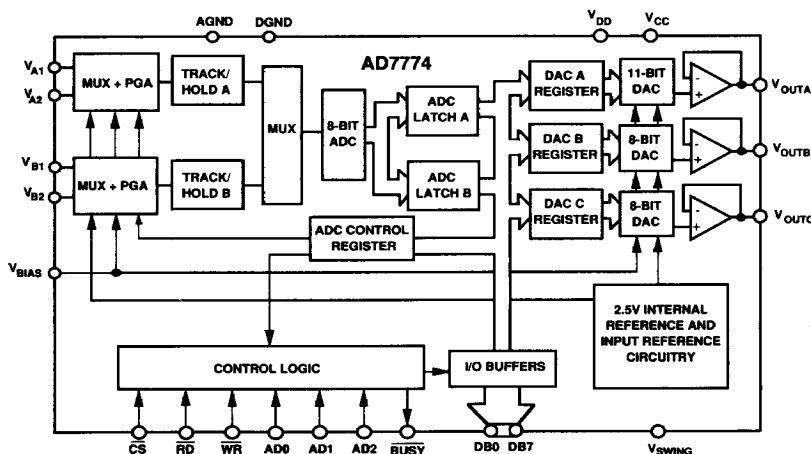 AGND DGND VDD VCC
AD7774
VA1
VA2
MUX + PGA
TRACK/
HOLD A
MUX
8-BIT
ADC
ADC
LATCH A
DAC A
REGISTER
11-BIT
DAC
- 
+
VOUTA
VB1
VB2
MUX + PGA
TRACK/
HOLD B
ADC
LATCH B
DAC B
REGISTER
8-BIT
DAC
-
+
VOUTB
DAC C
REGISTER
8-BIT
DAC
-
+
VOUTC
ADC CONTROL
REGISTER
VBIAS
2.5V INTERNAL
REFERENCE AND
INPUT REFERENCE
CIRCUITRY
CONTROL LOGIC
I/O BUFFERS
CS RD WR AD0 AD1 AD2 BUSY DB0 DB7 VSWING